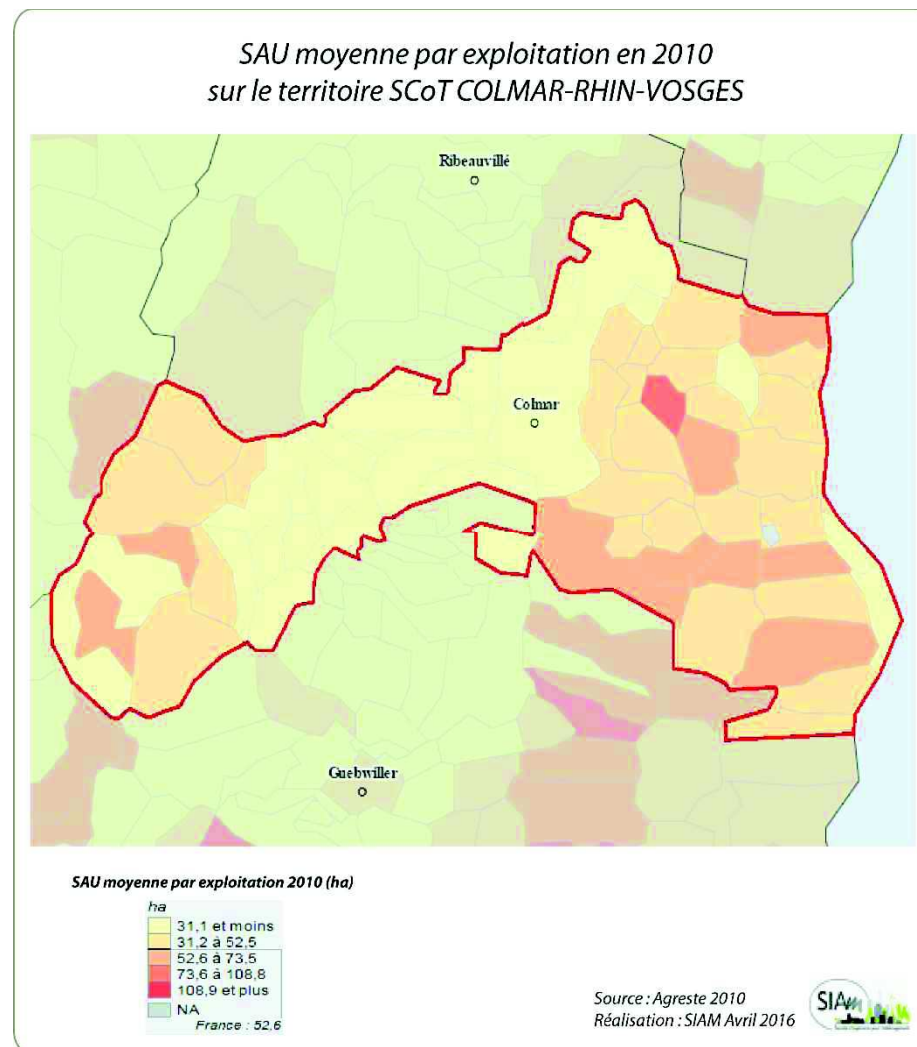 SAU moyenne par exploitation en 2010
sur le territoire SCoT COLMAR-RHIN-VOSGES
Ribeauvillé
Colmar
Guebwiller
SAU moyenne par exploitation 2010 (ha)
ha
31,1 et moins
31,2 à 52,5
52,6 à 73,5
73,6 à 108,8
108,9 et plus
NA
France : 52,6
Source : Agreste 2010
Réalisation : SIAM Avril 2016
SIAm